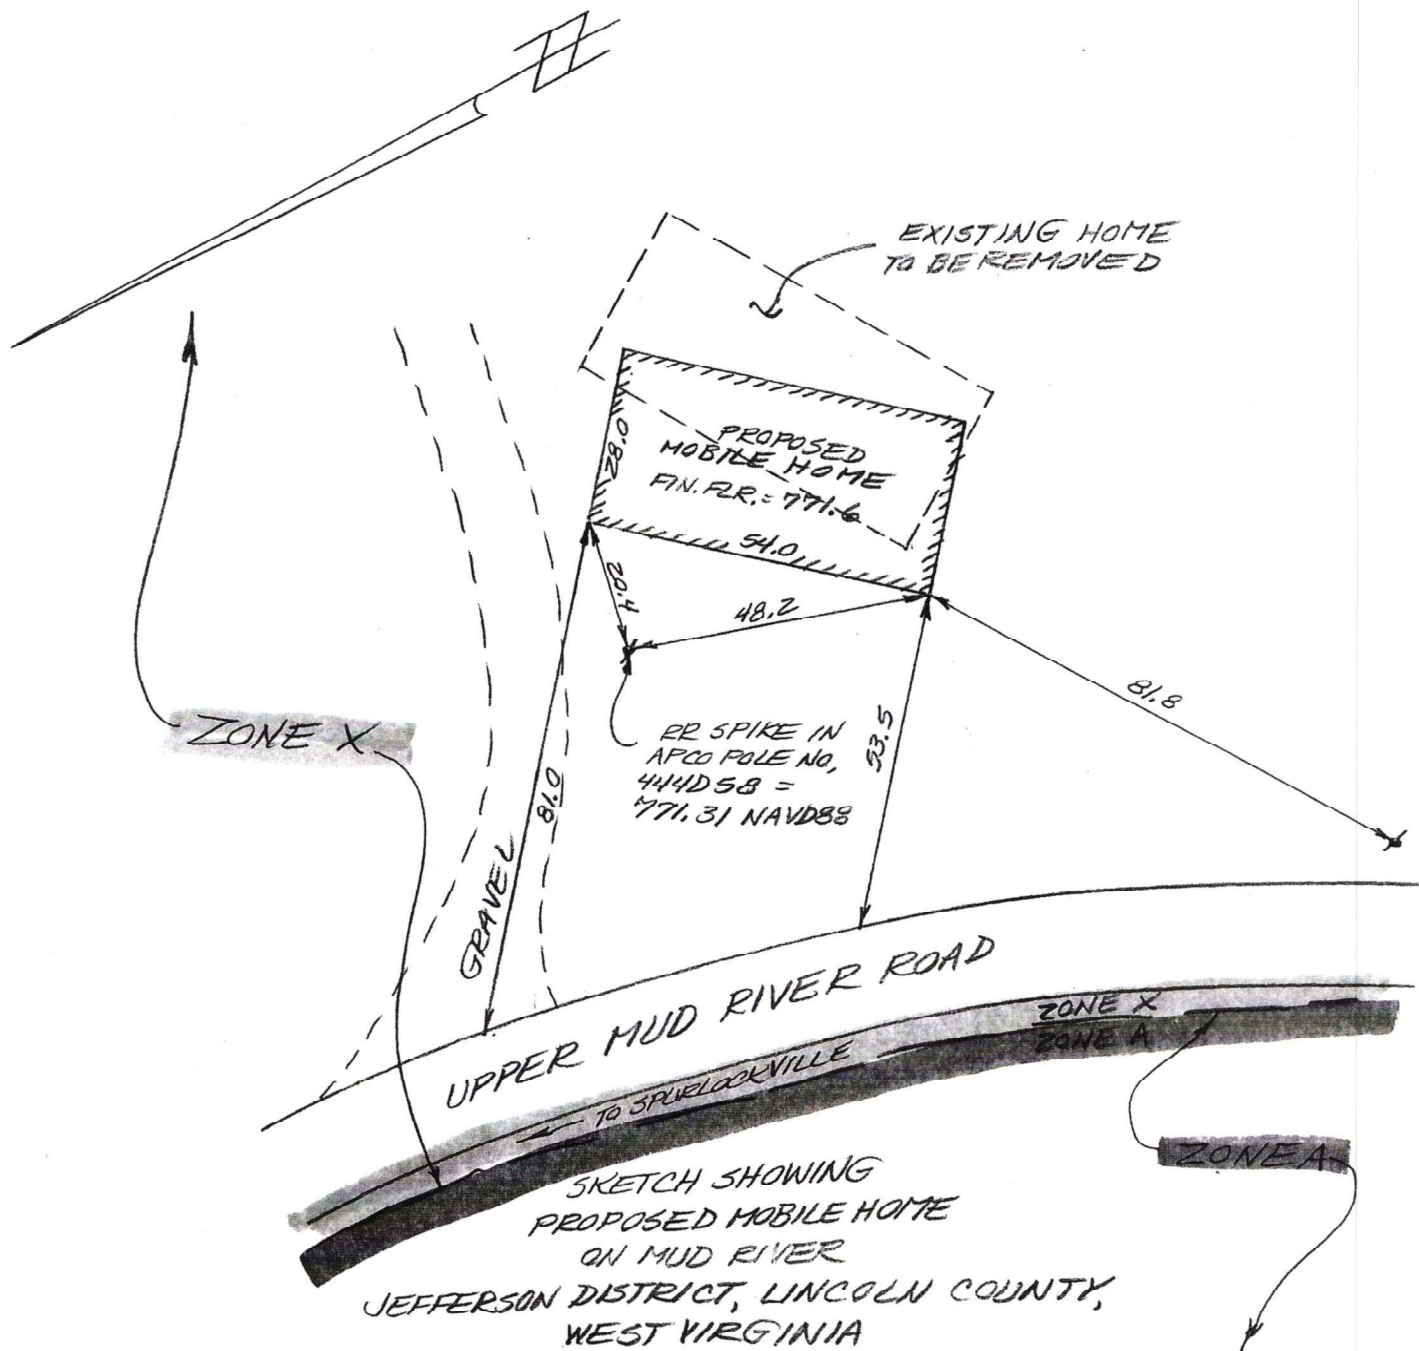 EXISTING HOME
TO BE REMOVED
PROPOSED
MOBILE HOME
FIN. FLR. = 771.6
28.0
54.0
20.4
48.2
81.8
ZONE X
RR SPIKE IN
APCO POLE NO.
444D58 =
771.31 NAVD88
53.5
81.0
GRAVEL
UPPER MUD RIVER ROAD
ZONE X
ZONE A
TO SPURLOCKVILLE
ZONE A
SKETCH SHOWING
PROPOSED MOBILE HOME
ON MUD RIVER
JEFFERSON DISTRICT, LINCOLN COUNTY,
WEST VIRGINIA